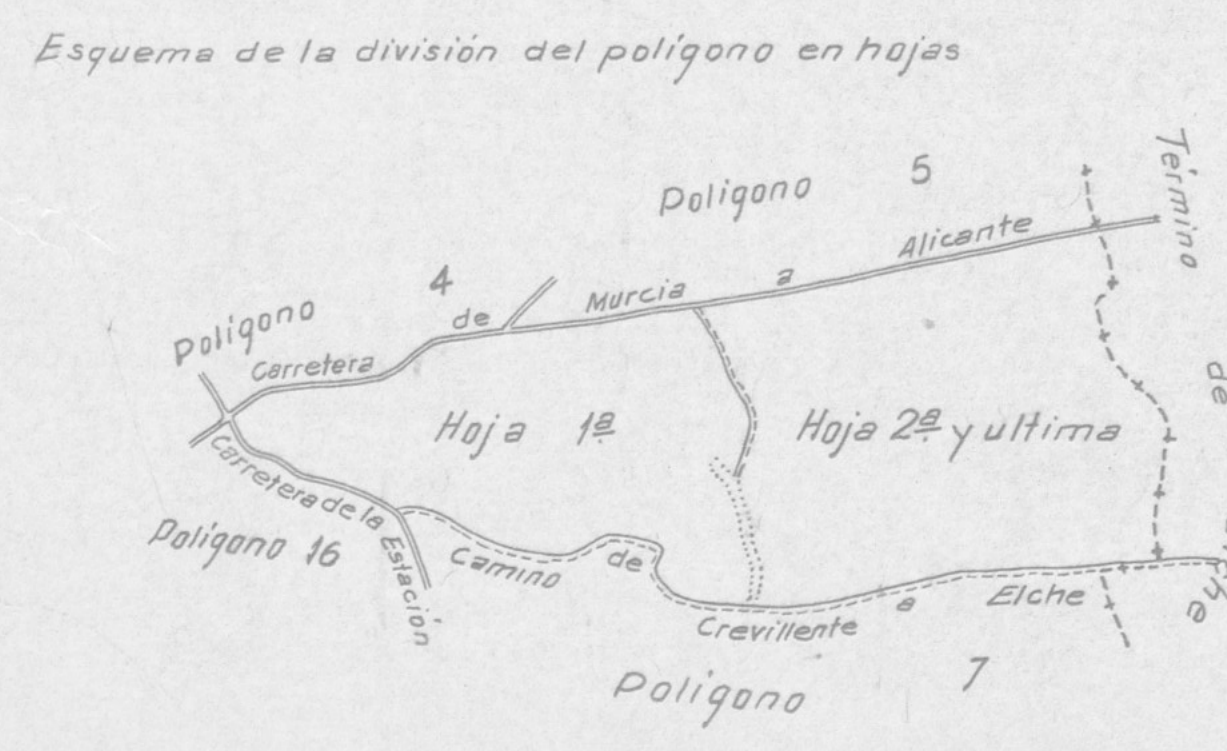 Esquema de la división del polígono en hojas
Polígono 5
Término de
Polígono 4
Carretera de Murcia a Alicante
Hoja 1ª
Hoja 2ª y ultima
Carretera de la Estación
Polígono 16
Camino de Crevillente a Elche
Polígono 7